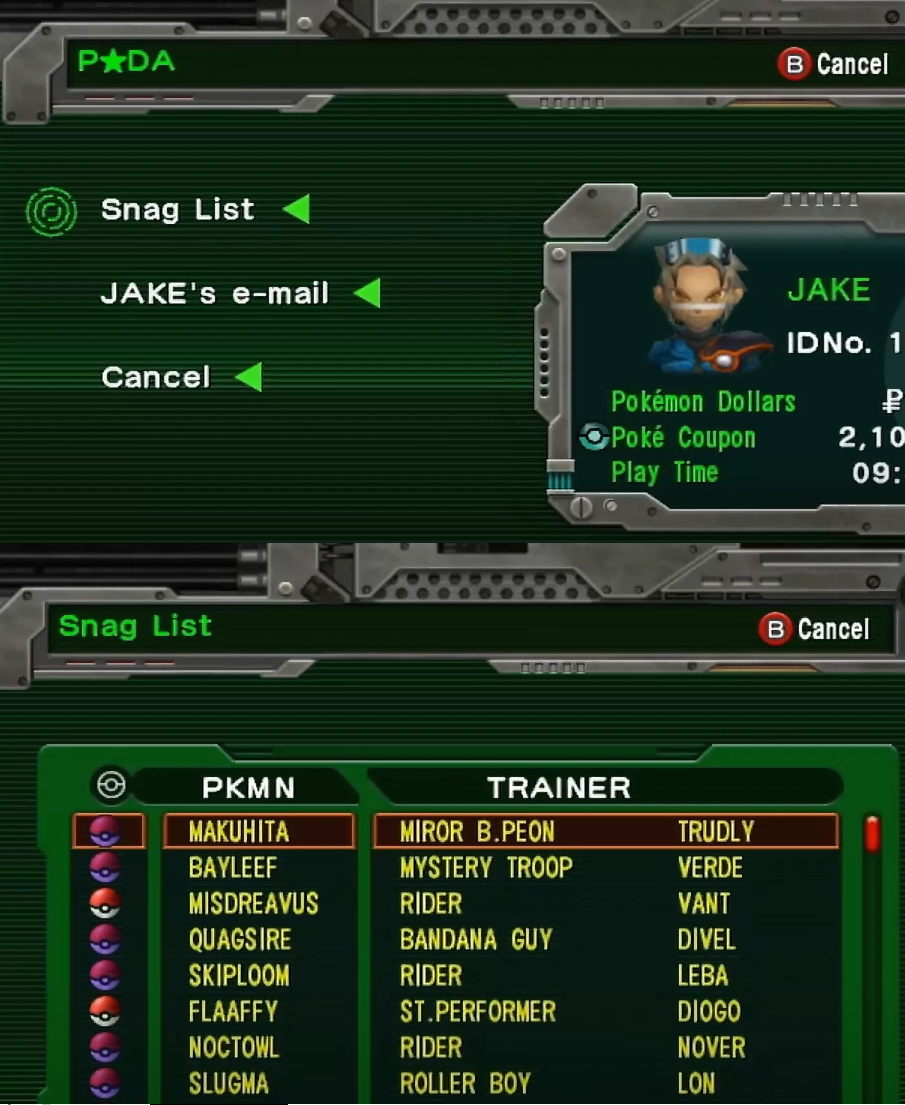 P★DA
B Cancel
Snag List
JAKE's e-mail
Cancel
JAKE
IDNo. 1
Pokémon Dollars
Poké Coupon 2,10
Play Time 09:
Snag List
B Cancel
PKMN TRAINER
MAKUHITA MIROR B.PEON TRUDLY
BAYLEEF MYSTERY TROOP VERDE
MISDREAVUS RIDER VANT
QUAGSIRE BANDANA GUY DIVEL
SKIPLOOM RIDER LEBA
FLAAFFY ST.PERFORMER DIOGO
NOCTOWL RIDER NOVER
SLUGMA ROLLER BOY LON